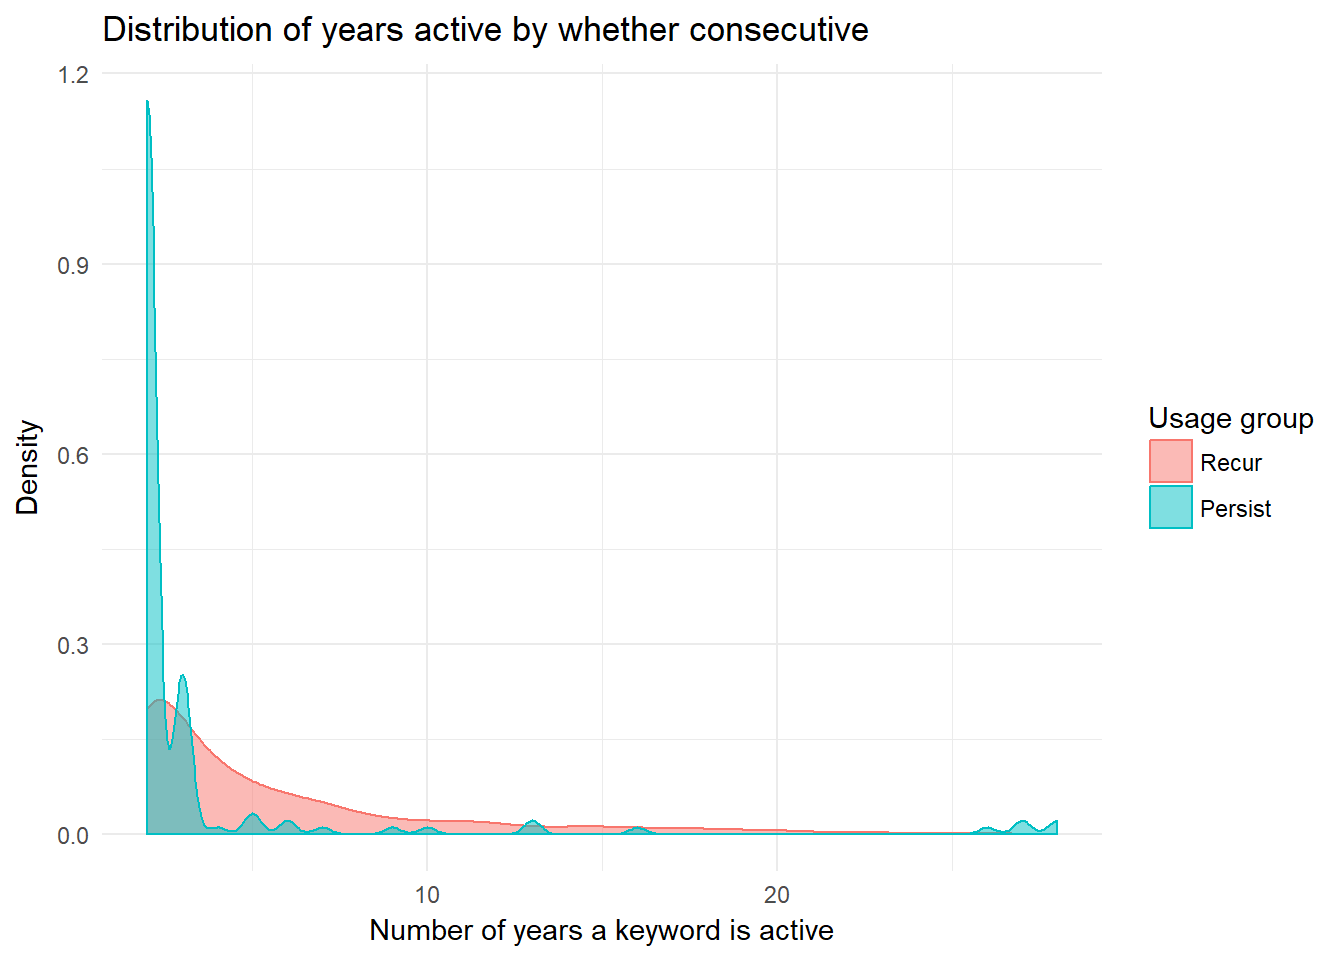 Distribution of years active by whether consecutive
1.2
0.9
0.6
0.3
0.0
Density
10
20
Number of years a keyword is active
Usage group
Recur
Persist